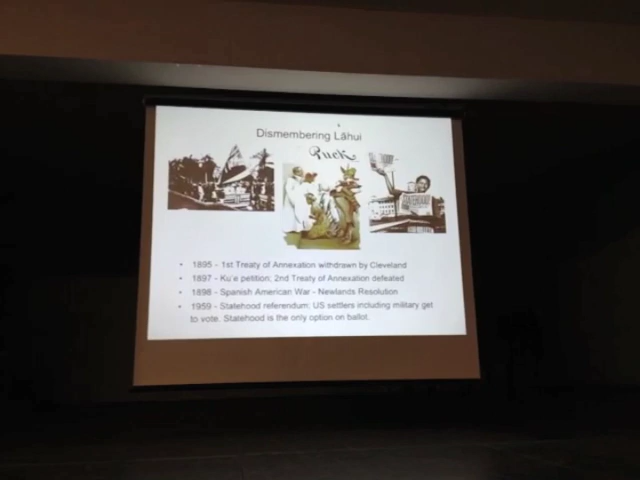 Dismembering Lāhui
Puck
STATEHOOD
• 1895 - 1st Treaty of Annexation withdrawn by Cleveland
• 1897 - Ku'e petition; 2nd Treaty of Annexation defeated
• 1898 - Spanish American War - Newlands Resolution
• 1959 - Statehood referendum; US settlers including military get
to vote. Statehood is the only option on ballot.